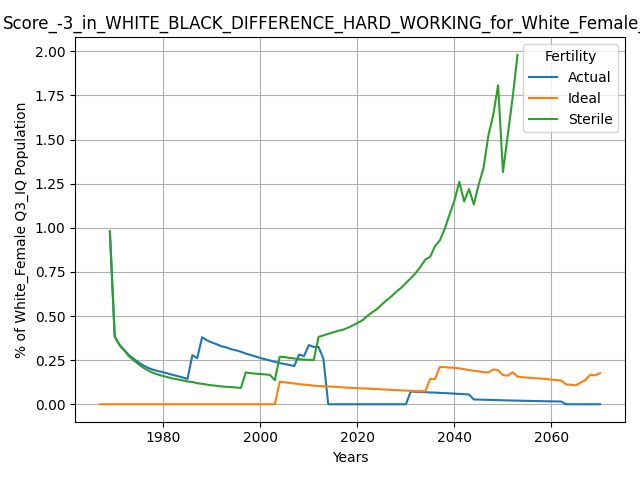 Score_-3_in_WHITE_BLACK_DIFFERENCE_HARD_WORKING_for_White_Female_
2.00
1.75
1.50
1.25
1.00
0.75
0.50
0.25
0.00
% of White_Female Q3_IQ Population
Fertility
Actual
Ideal
Sterile
1980
2000
2020
2040
2060
Years